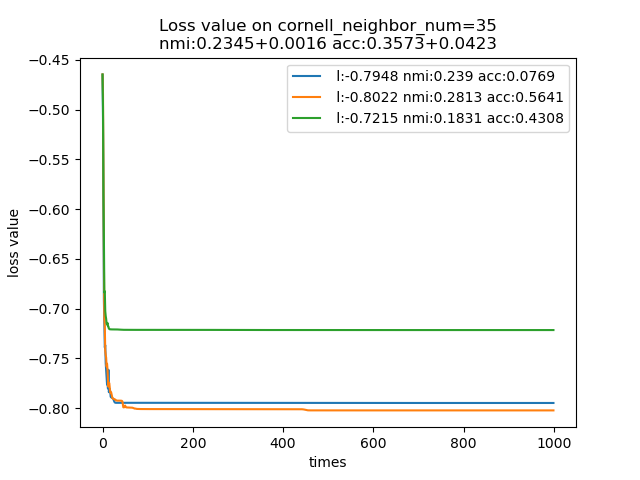 Loss value on cornell_neighbor_num=35
nmi:0.2345+0.0016 acc:0.3573+0.0423
l:-0.7948 nmi:0.239 acc:0.0769
l:-0.8022 nmi:0.2813 acc:0.5641
l:-0.7215 nmi:0.1831 acc:0.4308
−0.45
−0.50
−0.55
−0.60
−0.65
−0.70
−0.75
−0.80
loss value
0 200 400 600 800 1000
times